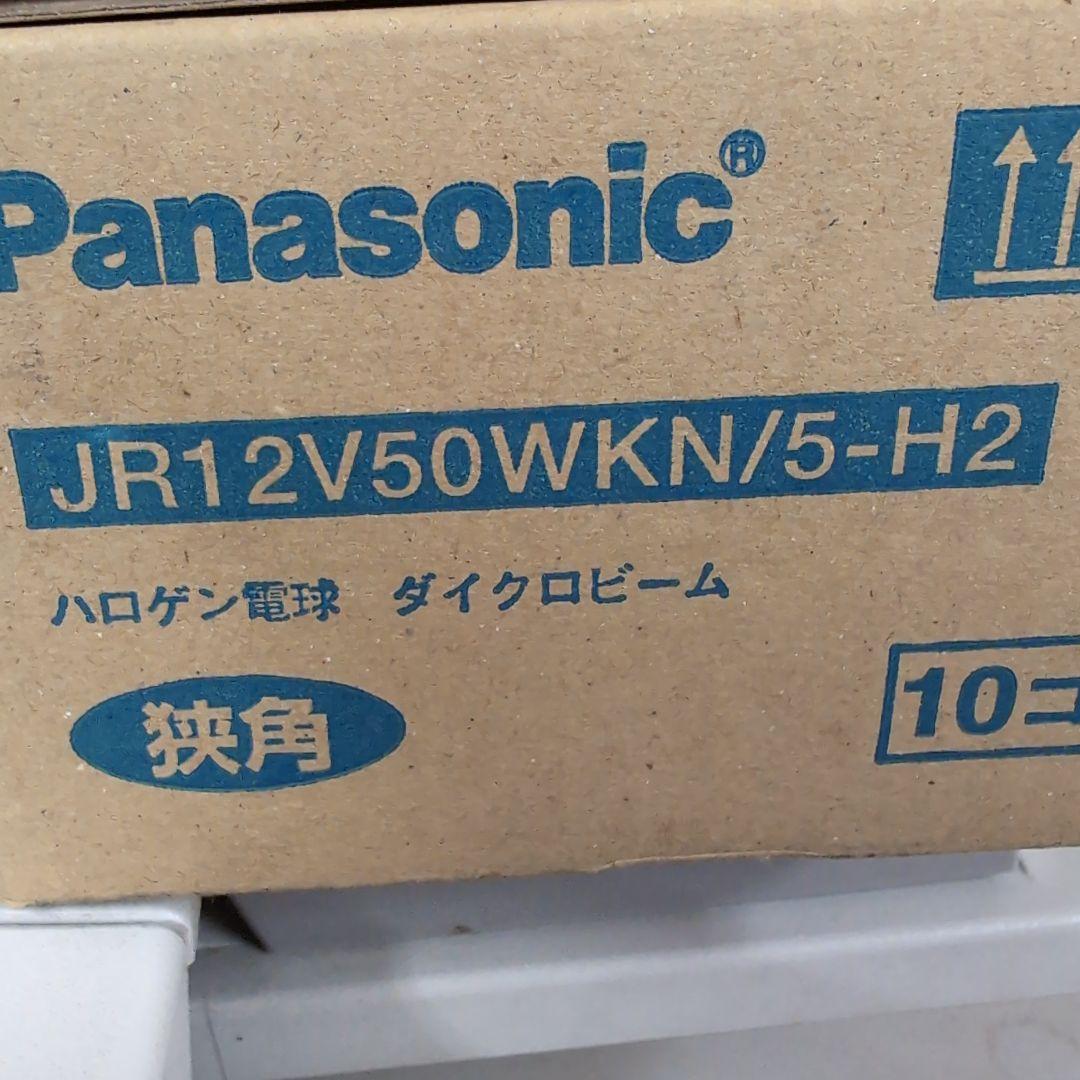 Panasonic®
JR12V50WKN/5-H2
ハロゲン電球 ダイクロビーム
狭角
10コ